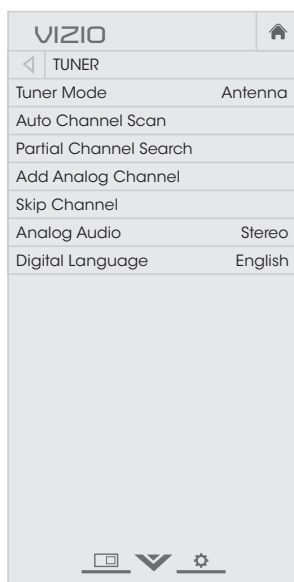 VIZIO
TUNER
Tuner Mode Antenna
Auto Channel Scan
Partial Channel Search
Add Analog Channel
Skip Channel
Analog Audio Stereo
Digital Language English